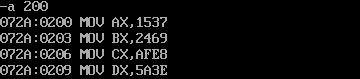 -a 200
072A:0200 MOV AX,1537
072A:0203 MOV BX,2469
072A:0206 MOV CX,AFE8
072A:0209 MOV DX,5A3E